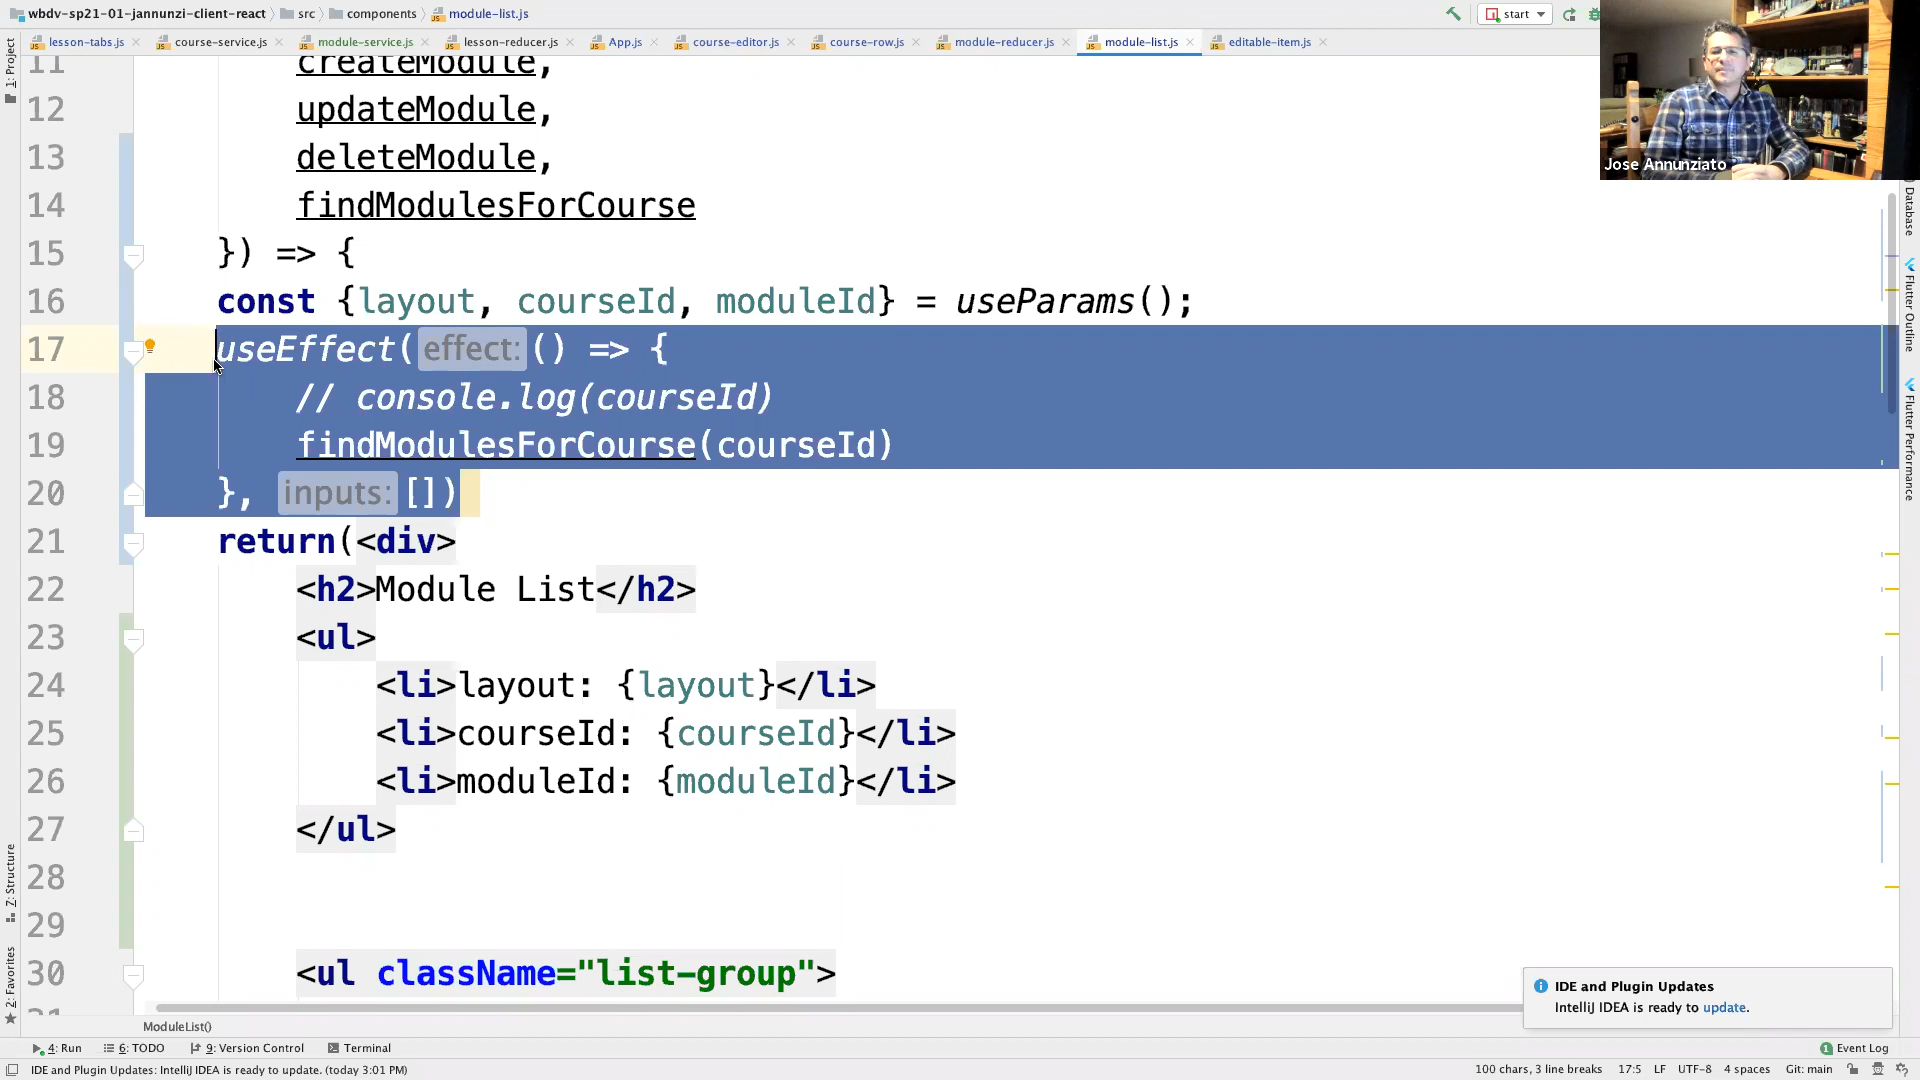 wbdv-sp21-01-jannunzi-client-react src components module-list.js
start
lesson-tabs.js course-service.js module-service.js lesson-reducer.js App.js course-editor.js course-row.js module-reducer.js module-list.js editable-item.js
1: Project
11 createModule,
12 updateModule,
13 deleteModule,
14 findModulesForCourse
15 }) => {
16 const {layout, courseId, moduleId} = useParams();
17 useEffect( effect: () => {
18 // console.log(courseId)
19 findModulesForCourse(courseId)
20 }, inputs: [])
21 return(<div>
22 <h2>Module List</h2>
23 <ul>
24 <li>layout: {layout}</li>
25 <li>courseId: {courseId}</li>
26 <li>moduleId: {moduleId}</li>
27 </ul>
28
29
30 <ul className="list-group">
Jose Annunziato
Database
Flutter Outline
Flutter Performance
Z: Structure
2: Favorites
IDE and Plugin Updates
IntelliJ IDEA is ready to update.
ModuleList()
4: Run 6: TODO 9: Version Control Terminal
1 Event Log
IDE and Plugin Updates: IntelliJ IDEA is ready to update. (today 3:01 PM)
100 chars, 3 line breaks 17:5 LF UTF-8 4 spaces Git: main